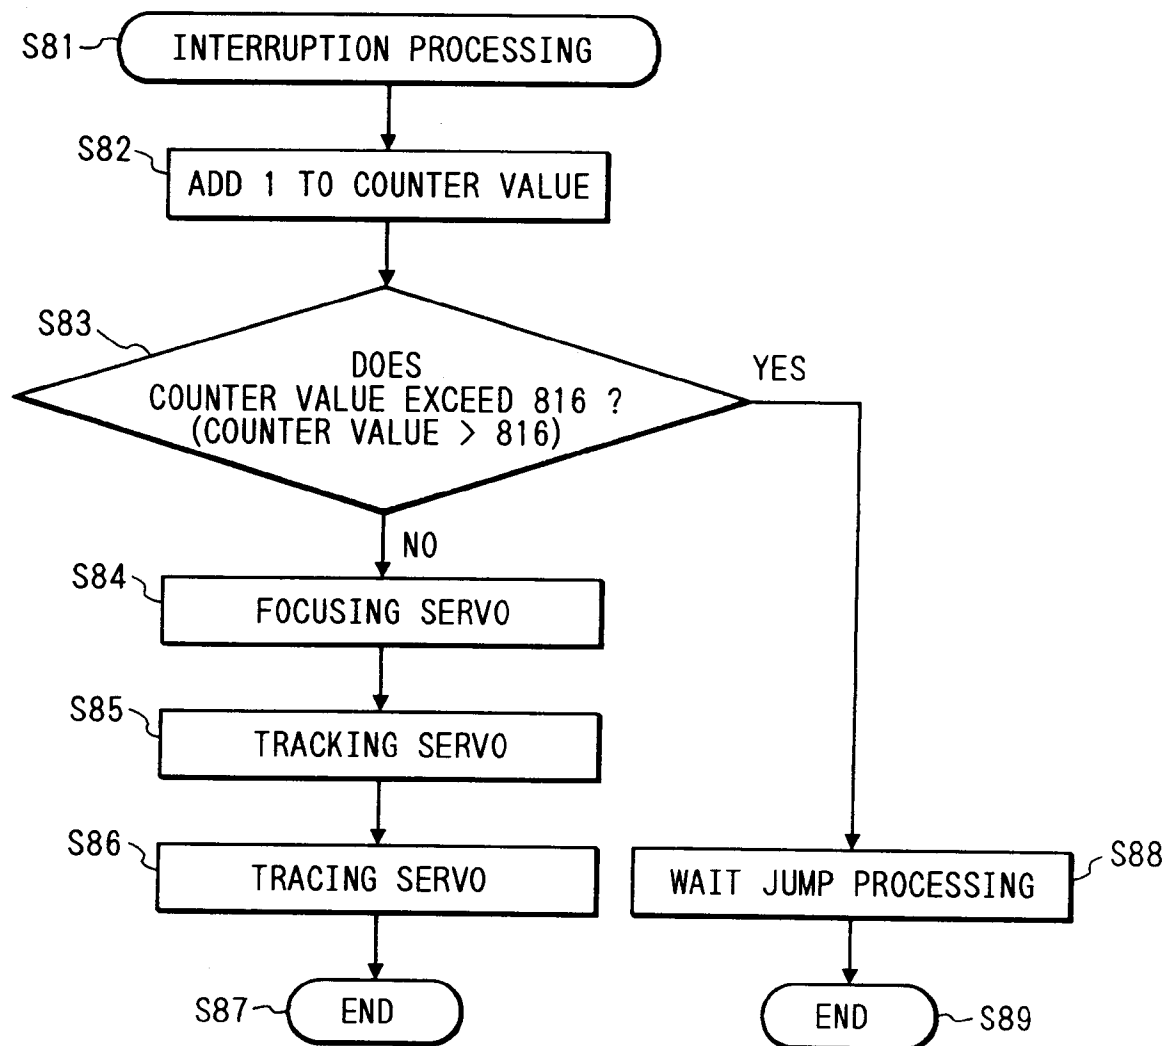 S81
INTERRUPTION PROCESSING
S82
ADD 1 TO COUNTER VALUE
S83
DOES
COUNTER VALUE EXCEED 816 ?
(COUNTER VALUE > 816)
YES
NO
S84
FOCUSING SERVO
S85
TRACKING SERVO
S86
TRACING SERVO
WAIT JUMP PROCESSING
S88
S87
END
END
S89